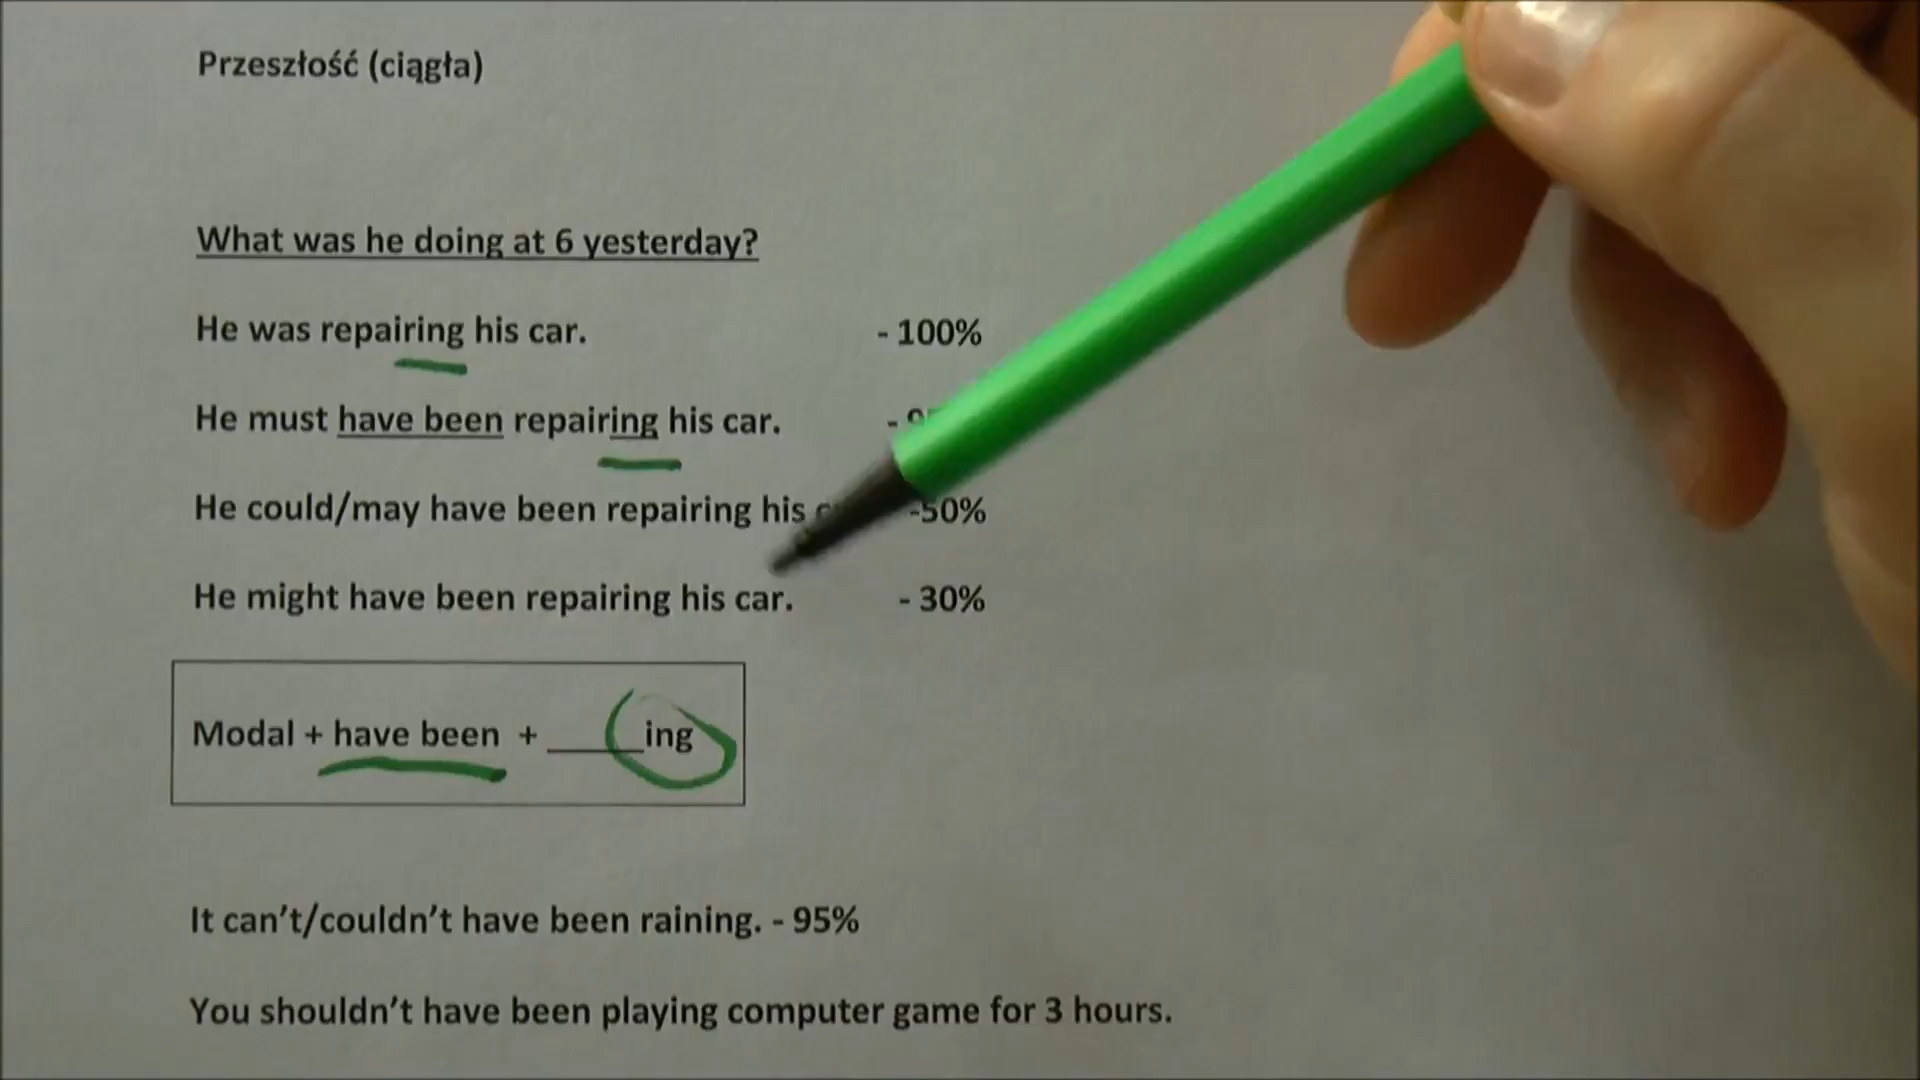 Przeszłość (ciągła)
What was he doing at 6 yesterday?
He was repairing his car. - 100%
He must have been repairing his car. -
He could/may have been repairing his -50%
He might have been repairing his car. - 30%
Modal + have been + _____ing
It can't/couldn't have been raining. - 95%
You shouldn't have been playing computer game for 3 hours.